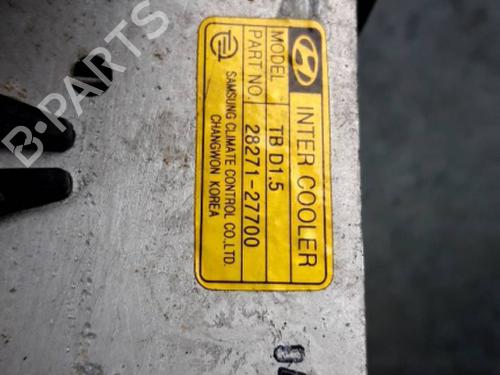 INTER COOLER
MODEL TB D1.5
PART NO. 28271-27700
SAMSUNG CLIMATE CONTROL CO.,LTD.
CHANGWON KOREA
B-PARTS